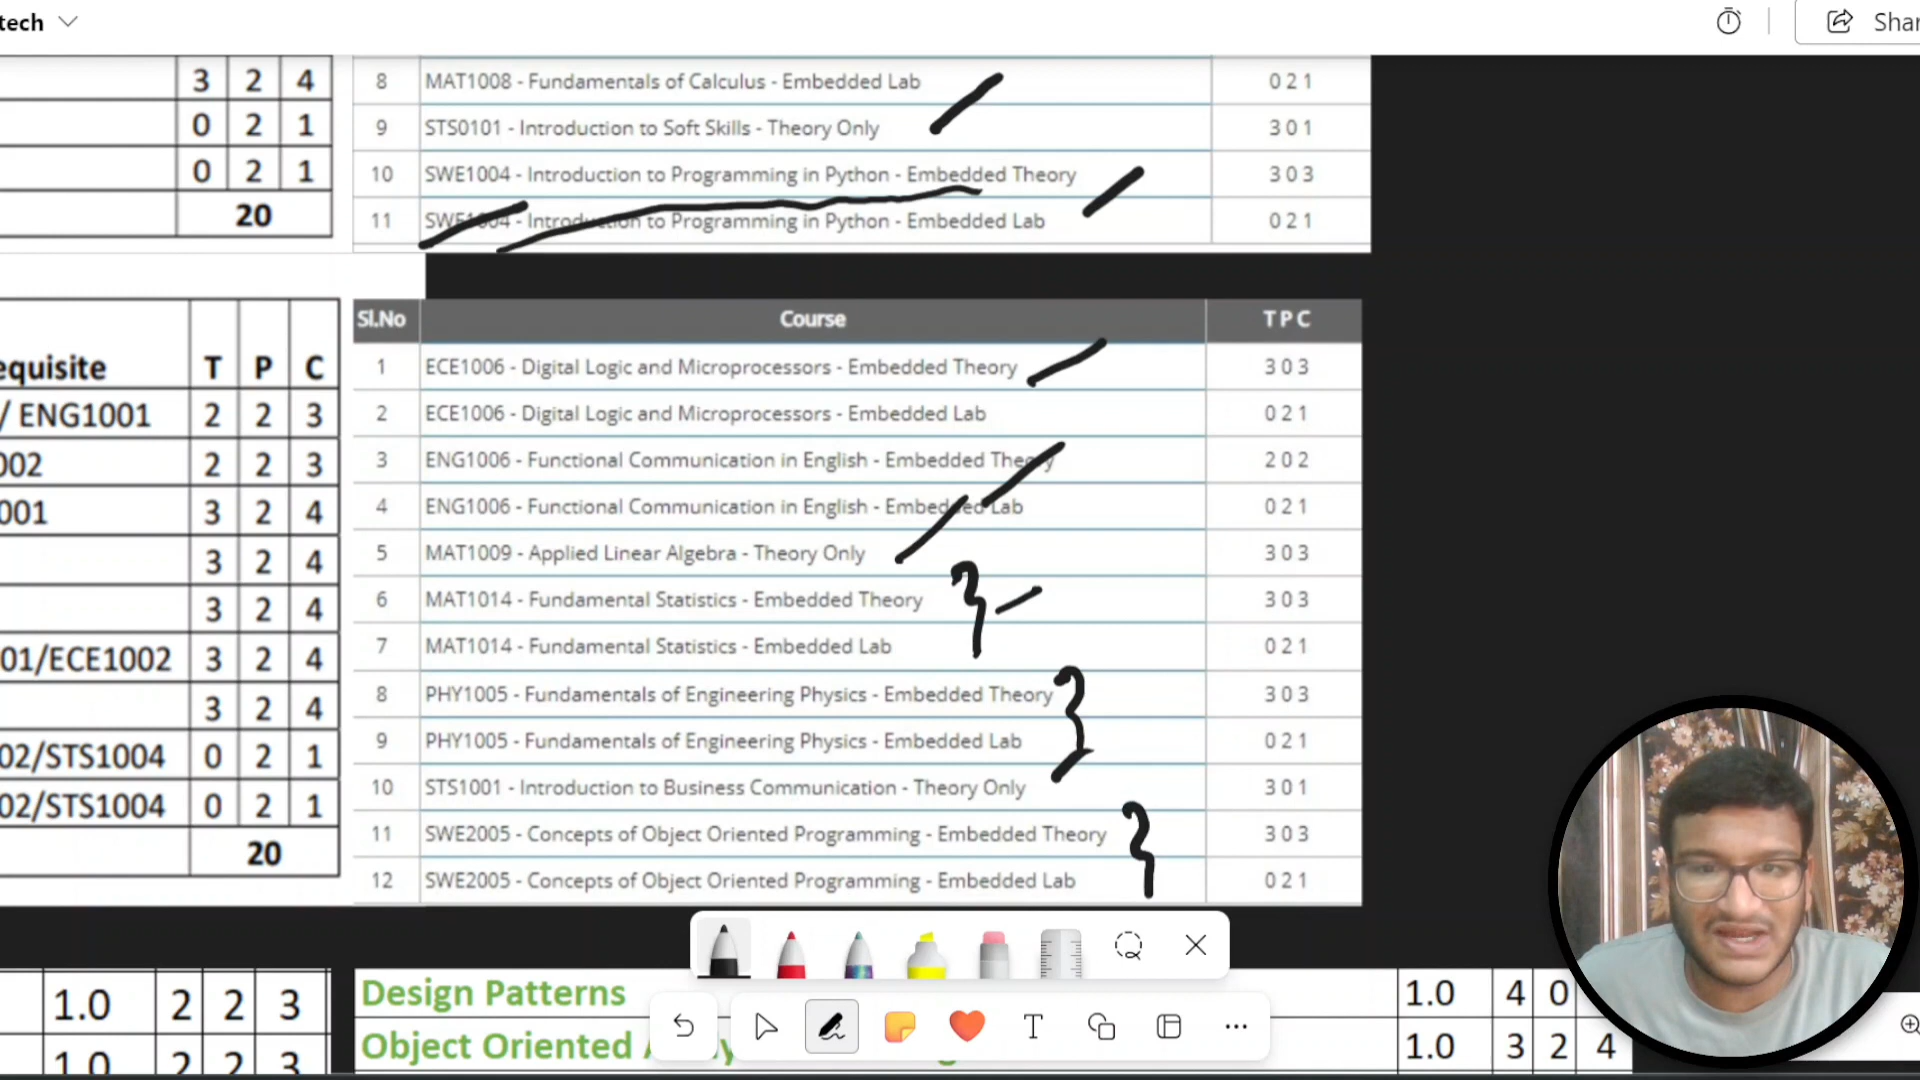 tech
Shar
3 2 4
0 2 1
0 2 1
20
8 MAT1008 - Fundamentals of Calculus - Embedded Lab 0 2 1
9 STS0101 - Introduction to Soft Skills - Theory Only 3 0 1
10 SWE1004 - Introduction to Programming in Python - Embedded Theory 3 0 3
11 SWE1004 - Introduction to Programming in Python - Embedded Lab 0 2 1
equisite T P C
/ ENG1001 2 2 3
002 2 2 3
001 3 2 4
3 2 4
3 2 4
01/ECE1002 3 2 4
3 2 4
02/STS1004 0 2 1
02/STS1004 0 2 1
20
Sl.No Course T P C
1 ECE1006 - Digital Logic and Microprocessors - Embedded Theory 3 0 3
2 ECE1006 - Digital Logic and Microprocessors - Embedded Lab 0 2 1
3 ENG1006 - Functional Communication in English - Embedded Theory 2 0 2
4 ENG1006 - Functional Communication in English - Embedded Lab 0 2 1
5 MAT1009 - Applied Linear Algebra - Theory Only 3 0 3
6 MAT1014 - Fundamental Statistics - Embedded Theory 3 0 3
7 MAT1014 - Fundamental Statistics - Embedded Lab 0 2 1
8 PHY1005 - Fundamentals of Engineering Physics - Embedded Theory 3 0 3
9 PHY1005 - Fundamentals of Engineering Physics - Embedded Lab 0 2 1
10 STS1001 - Introduction to Business Communication - Theory Only 3 0 1
11 SWE2005 - Concepts of Object Oriented Programming - Embedded Theory 3 0 3
12 SWE2005 - Concepts of Object Oriented Programming - Embedded Lab 0 2 1
1.0 2 2 3
1.0 2 2 3
Design Patterns 1.0 4 0
Object Oriented 1.0 3 2 4